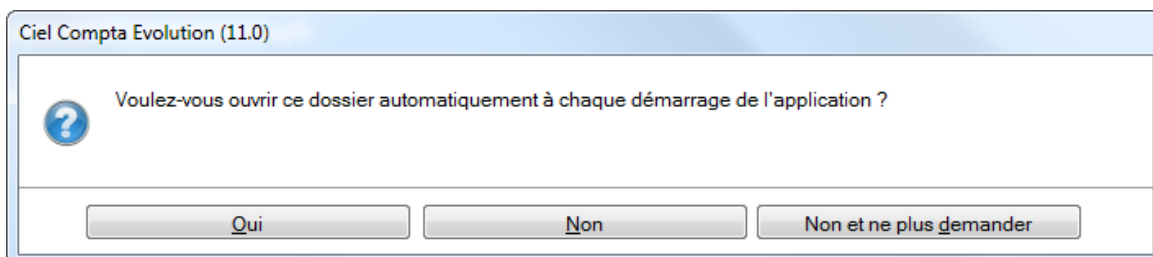 Ciel Compta Evolution (11.0)
Voulez-vous ouvrir ce dossier automatiquement à chaque démarrage de l'application ?
Oui
Non
Non et ne plus demander